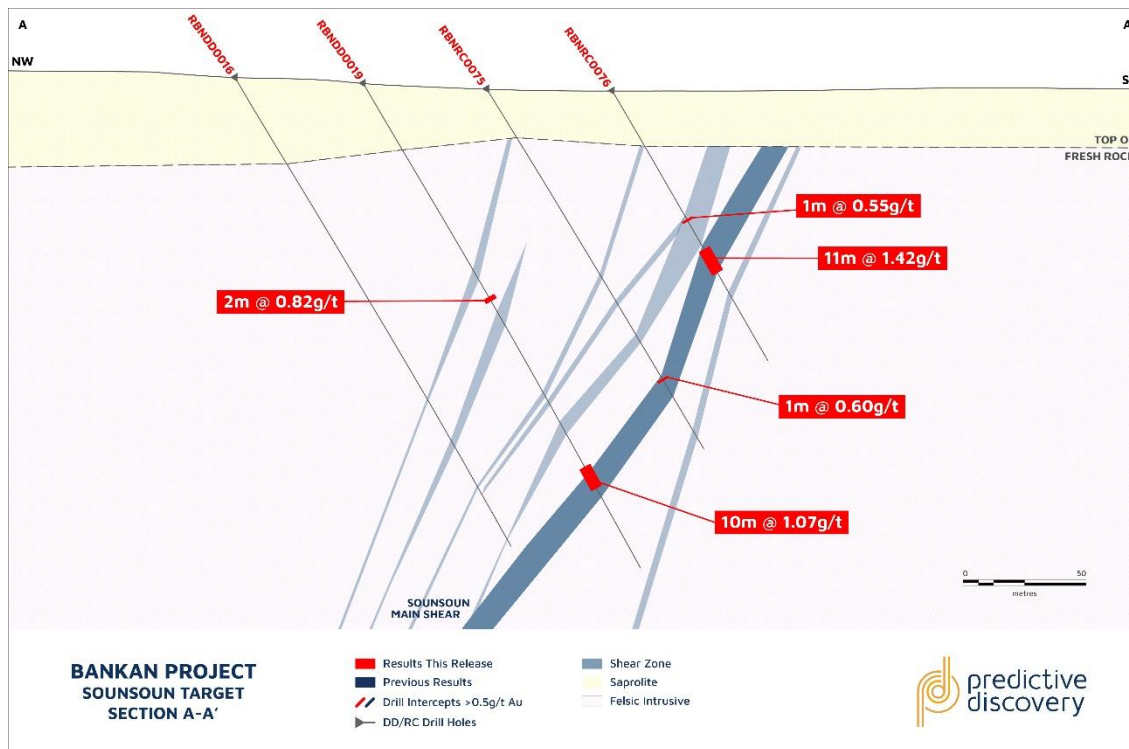 A
A
NW
S
RBNDD0016
RBNDD0019
RBNRC0075
RBNRC0076
TOP O
FRESH ROC
1m @ 0.55g/t
11m @ 1.42g/t
2m @ 0.82g/t
1m @ 0.60g/t
10m @ 1.07g/t
0 50
metres
SOUNSOUN
MAIN SHEAR
BANKAN PROJECT
SOUNSOUN TARGET
SECTION A-A'
Results This Release
Previous Results
Drill Intercepts >0.5g/t Au
DD/RC Drill Holes
Shear Zone
Saprolite
Felsic Intrusive
predictive
discovery